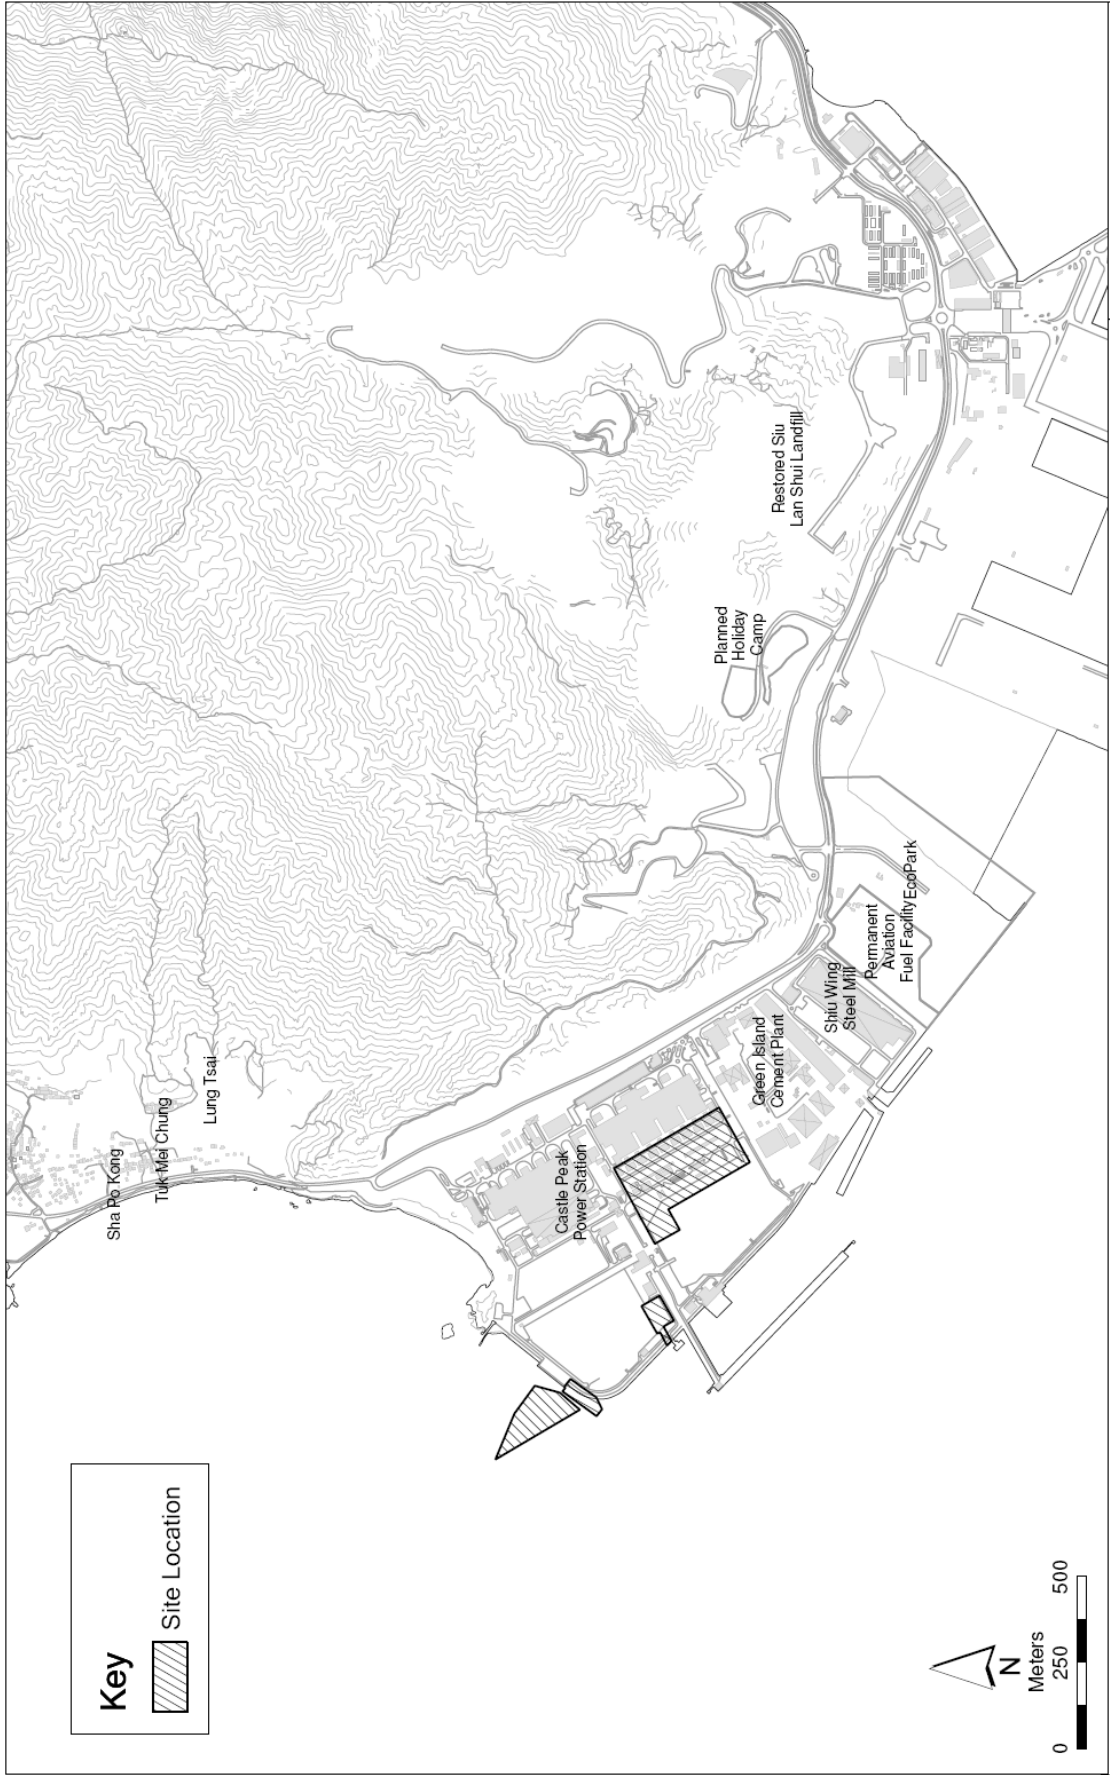 Key
Site Location
Sha Po Kong
Tuk Mei Chung
Lung Tsai
Castle Peak
Power Station
Green Island
Cement Plant
Shiu Wing
Steel Mill
Permanent
Aviation
Fuel Facility
EcoPark
Planned
Holiday
Camp
Restored Siu
Lan Shui Landfill
N
Meters
0 250 500